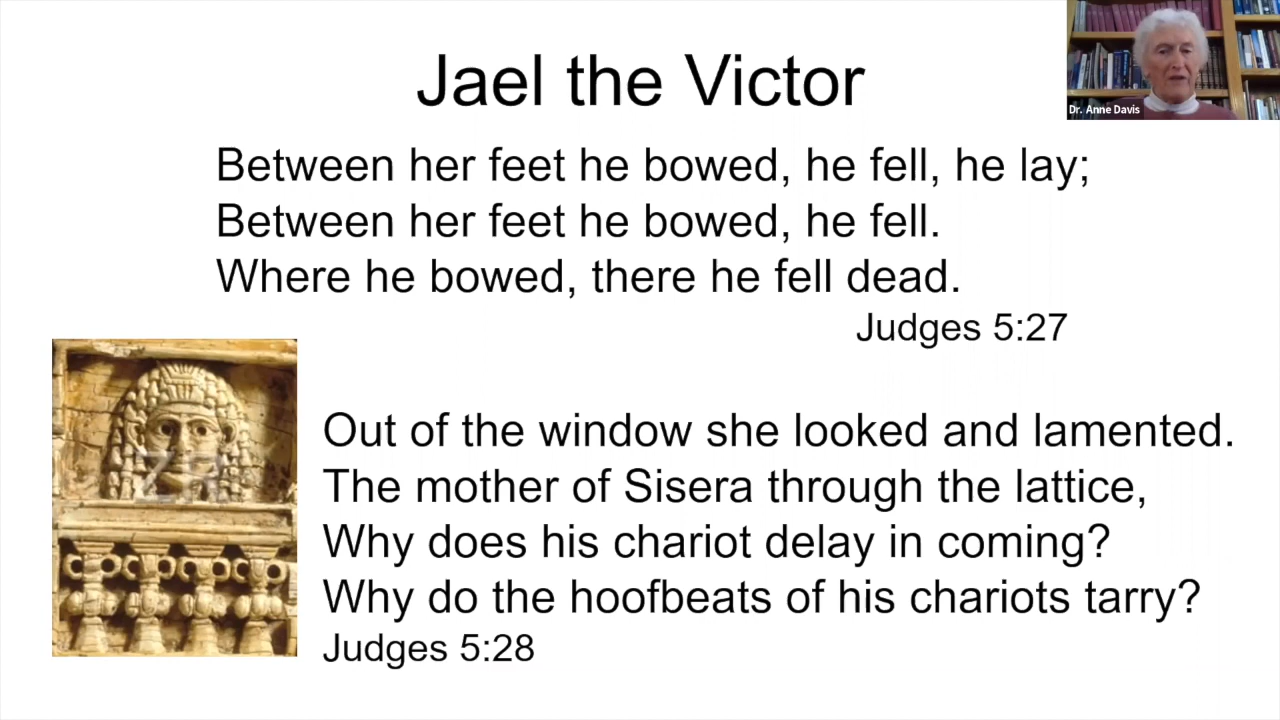 Jael the Victor
Dr. Anne Davis
Between her feet he bowed, he fell, he lay;
Between her feet he bowed, he fell.
Where he bowed, there he fell dead.
Judges 5:27
Out of the window she looked and lamented.
The mother of Sisera through the lattice,
Why does his chariot delay in coming?
Why do the hoofbeats of his chariots tarry?
Judges 5:28